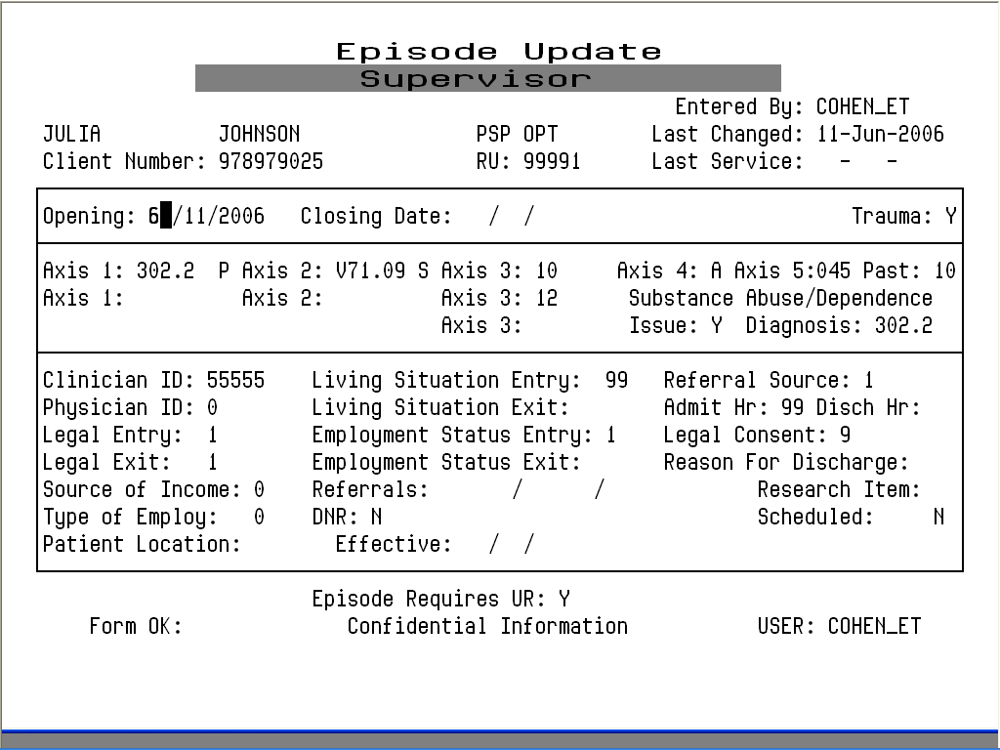 Episode Update
Supervisor
Entered By: COHEN_ET
JULIA JOHNSON PSP OPT Last Changed: 11-Jun-2006
Client Number: 978979025 RU: 99991 Last Service: - -
Opening: 6 /11/2006 Closing Date: / / Trauma: Y
Axis 1: 302.2 P Axis 2: V71.09 S Axis 3: 10 Axis 4: A Axis 5:045 Past: 10
Axis 1: Axis 2: Axis 3: 12 Substance Abuse/Dependence
Axis 3: Issue: Y Diagnosis: 302.2
Clinician ID: 55555 Living Situation Entry: 99 Referral Source: 1
Physician ID: 0 Living Situation Exit: Admit Hr: 99 Disch Hr:
Legal Entry: 1 Employment Status Entry: 1 Legal Consent: 9
Legal Exit: 1 Employment Status Exit: Reason For Discharge:
Source of Income: 0 Referrals: / / Research Item:
Type of Employ: 0 DNR: N Scheduled: N
Patient Location: Effective: / /
Episode Requires UR: Y
Form OK: Confidential Information USER: COHEN_ET